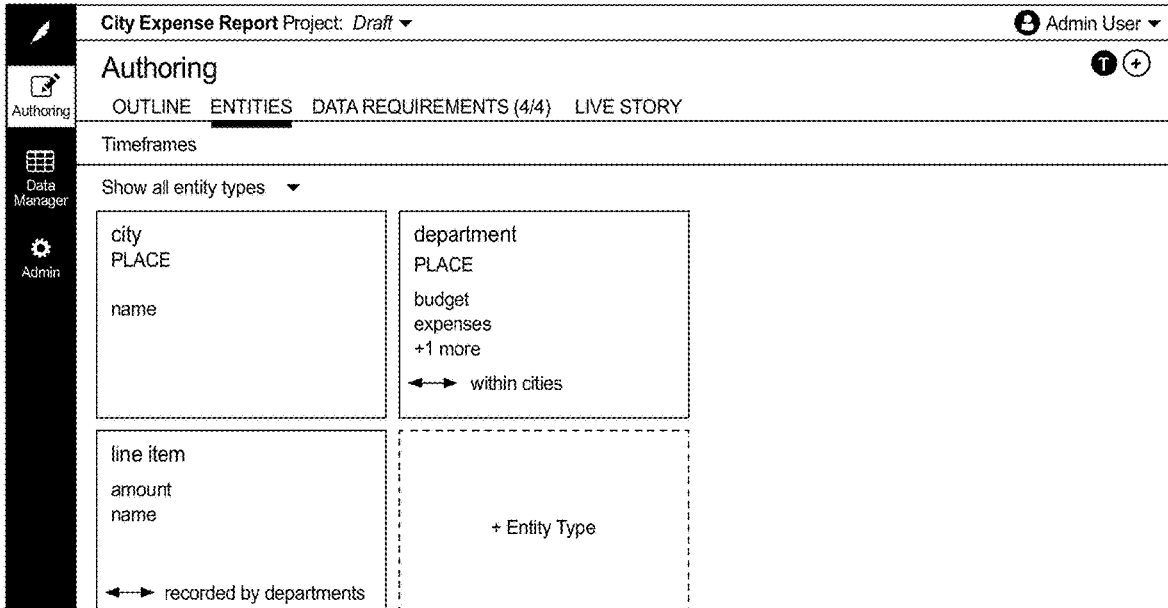 City Expense Report Project: Draft
Admin User
Authoring
T +
OUTLINE ENTITIES DATA REQUIREMENTS (4/4) LIVE STORY
Timeframes
Show all entity types
Authoring
Data
Manager
Admin
city
PLACE
name
department
PLACE
budget
expenses
+1 more
within cities
line item
amount
name
recorded by departments
+ Entity Type